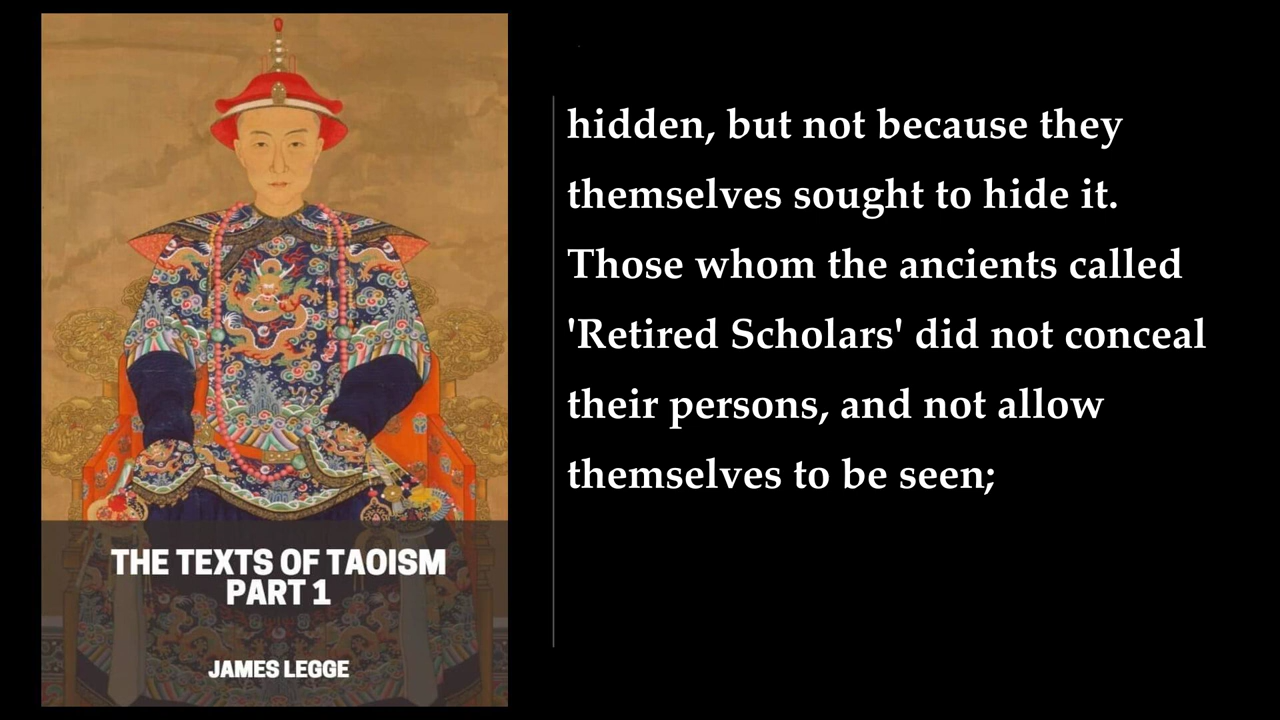 THE TEXTS OF TAOISM
PART 1
JAMES LEGGE
hidden, but not because they
themselves sought to hide it.
Those whom the ancients called
'Retired Scholars' did not conceal
their persons, and not allow
themselves to be seen;